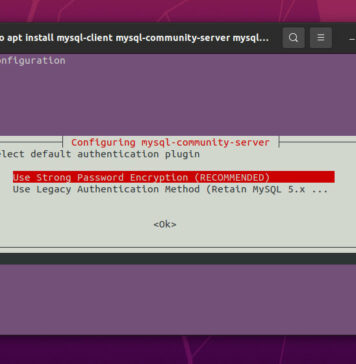 o apt install mysql-client mysql-community-server mysql...
onfiguration
Configuring mysql-community-server
elect default authentication plugin
Use Strong Password Encryption (RECOMMENDED)
Use Legacy Authentication Method (Retain MySQL 5.x ...
<Ok>